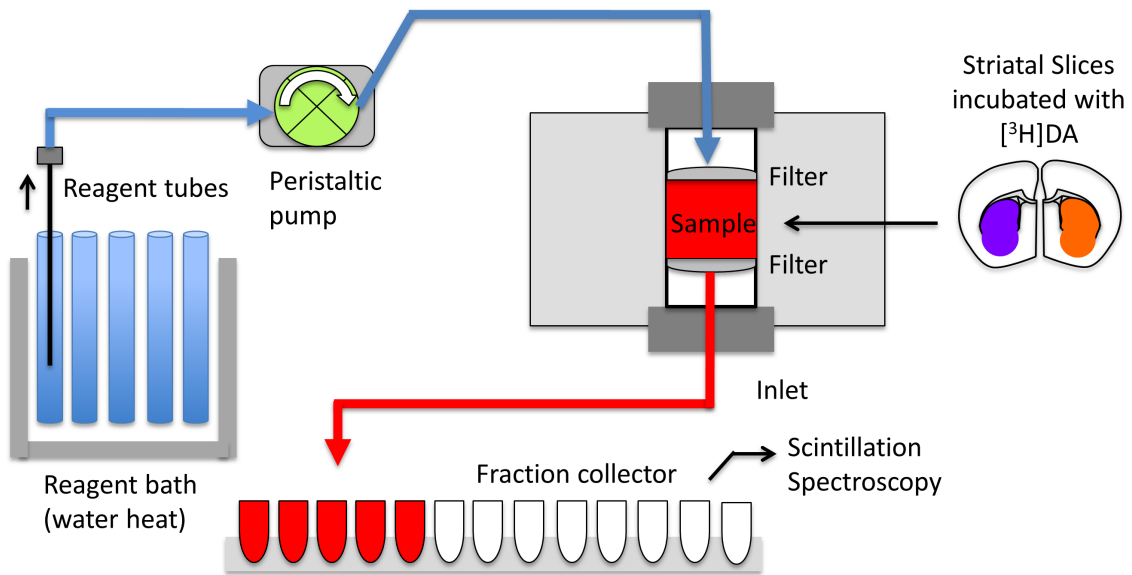 Striatal Slices
incubated with
[³H]DA
Reagent tubes
Peristaltic
pump
Filter
Sample
Filter
Inlet
Fraction collector
Scintillation
Spectroscopy
Reagent bath
(water heat)